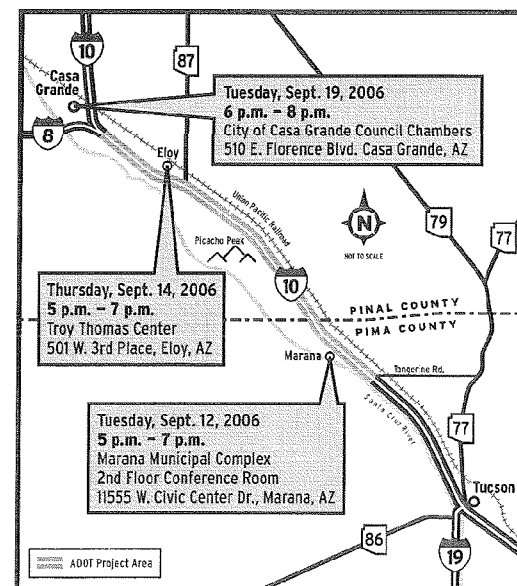 10
87
Casa
Grande
Tuesday, Sept. 19, 2006
6 p.m. – 8 p.m.
City of Casa Grande Council Chambers
510 E. Florence Blvd. Casa Grande, AZ
8
Eloy
Union Pacific Railroad
N
NOT TO SCALE
79
77
Picacho Peak
10
Thursday, Sept. 14, 2006
5 p.m. – 7 p.m.
Troy Thomas Center
501 W. 3rd Place, Eloy, AZ
PINAL COUNTY
PIMA COUNTY
Marana
Tangerine Rd.
Santa Cruz River
Tuesday, Sept. 12, 2006
5 p.m. – 7 p.m.
Marana Municipal Complex
2nd Floor Conference Room
11555 W. Civic Center Dr., Marana, AZ
77
Tucson
86
19
ADOT Project Area